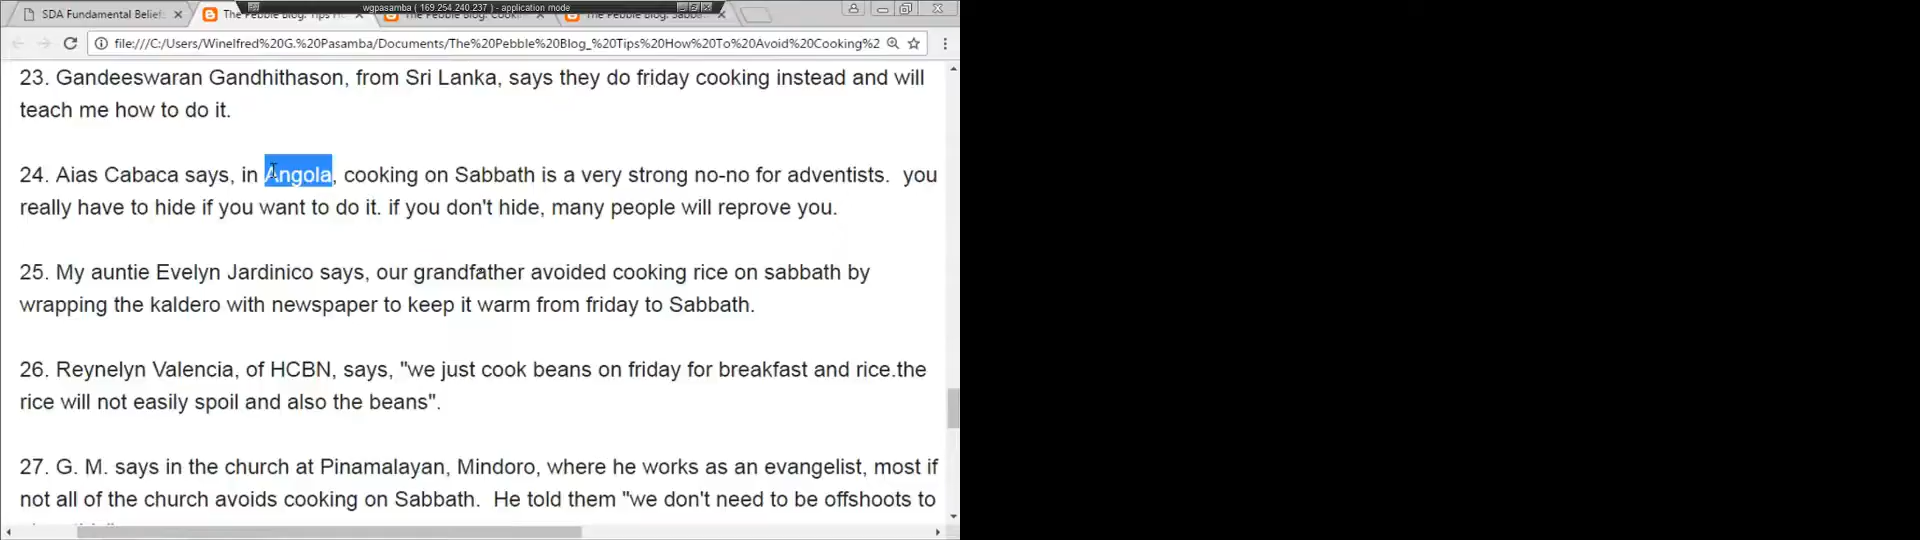 wgpasamba ( 169.254.240.237 ) - application mode
SDA Fundamental Belief
The Pebble Blog: Tips H
The Pebble Blog: Cooki
The Pebble Blog: Sabba
file:///C:/Users/Winelfred%20G.%20Pasamba/Documents/The%20Pebble%20Blog_%20Tips%20How%20To%20Avoid%20Cooking%2
23. Gandeeswaran Gandhithason, from Sri Lanka, says they do friday cooking instead and will
teach me how to do it.
24. Aias Cabaca says, in Angola, cooking on Sabbath is a very strong no-no for adventists.  you
really have to hide if you want to do it. if you don't hide, many people will reprove you.
25. My auntie Evelyn Jardinico says, our grandfather avoided cooking rice on sabbath by
wrapping the kaldero with newspaper to keep it warm from friday to Sabbath.
26. Reynelyn Valencia, of HCBN, says, "we just cook beans on friday for breakfast and rice.the
rice will not easily spoil and also the beans".
27. G. M. says in the church at Pinamalayan, Mindoro, where he works as an evangelist, most if
not all of the church avoids cooking on Sabbath.  He told them "we don't need to be offshoots to